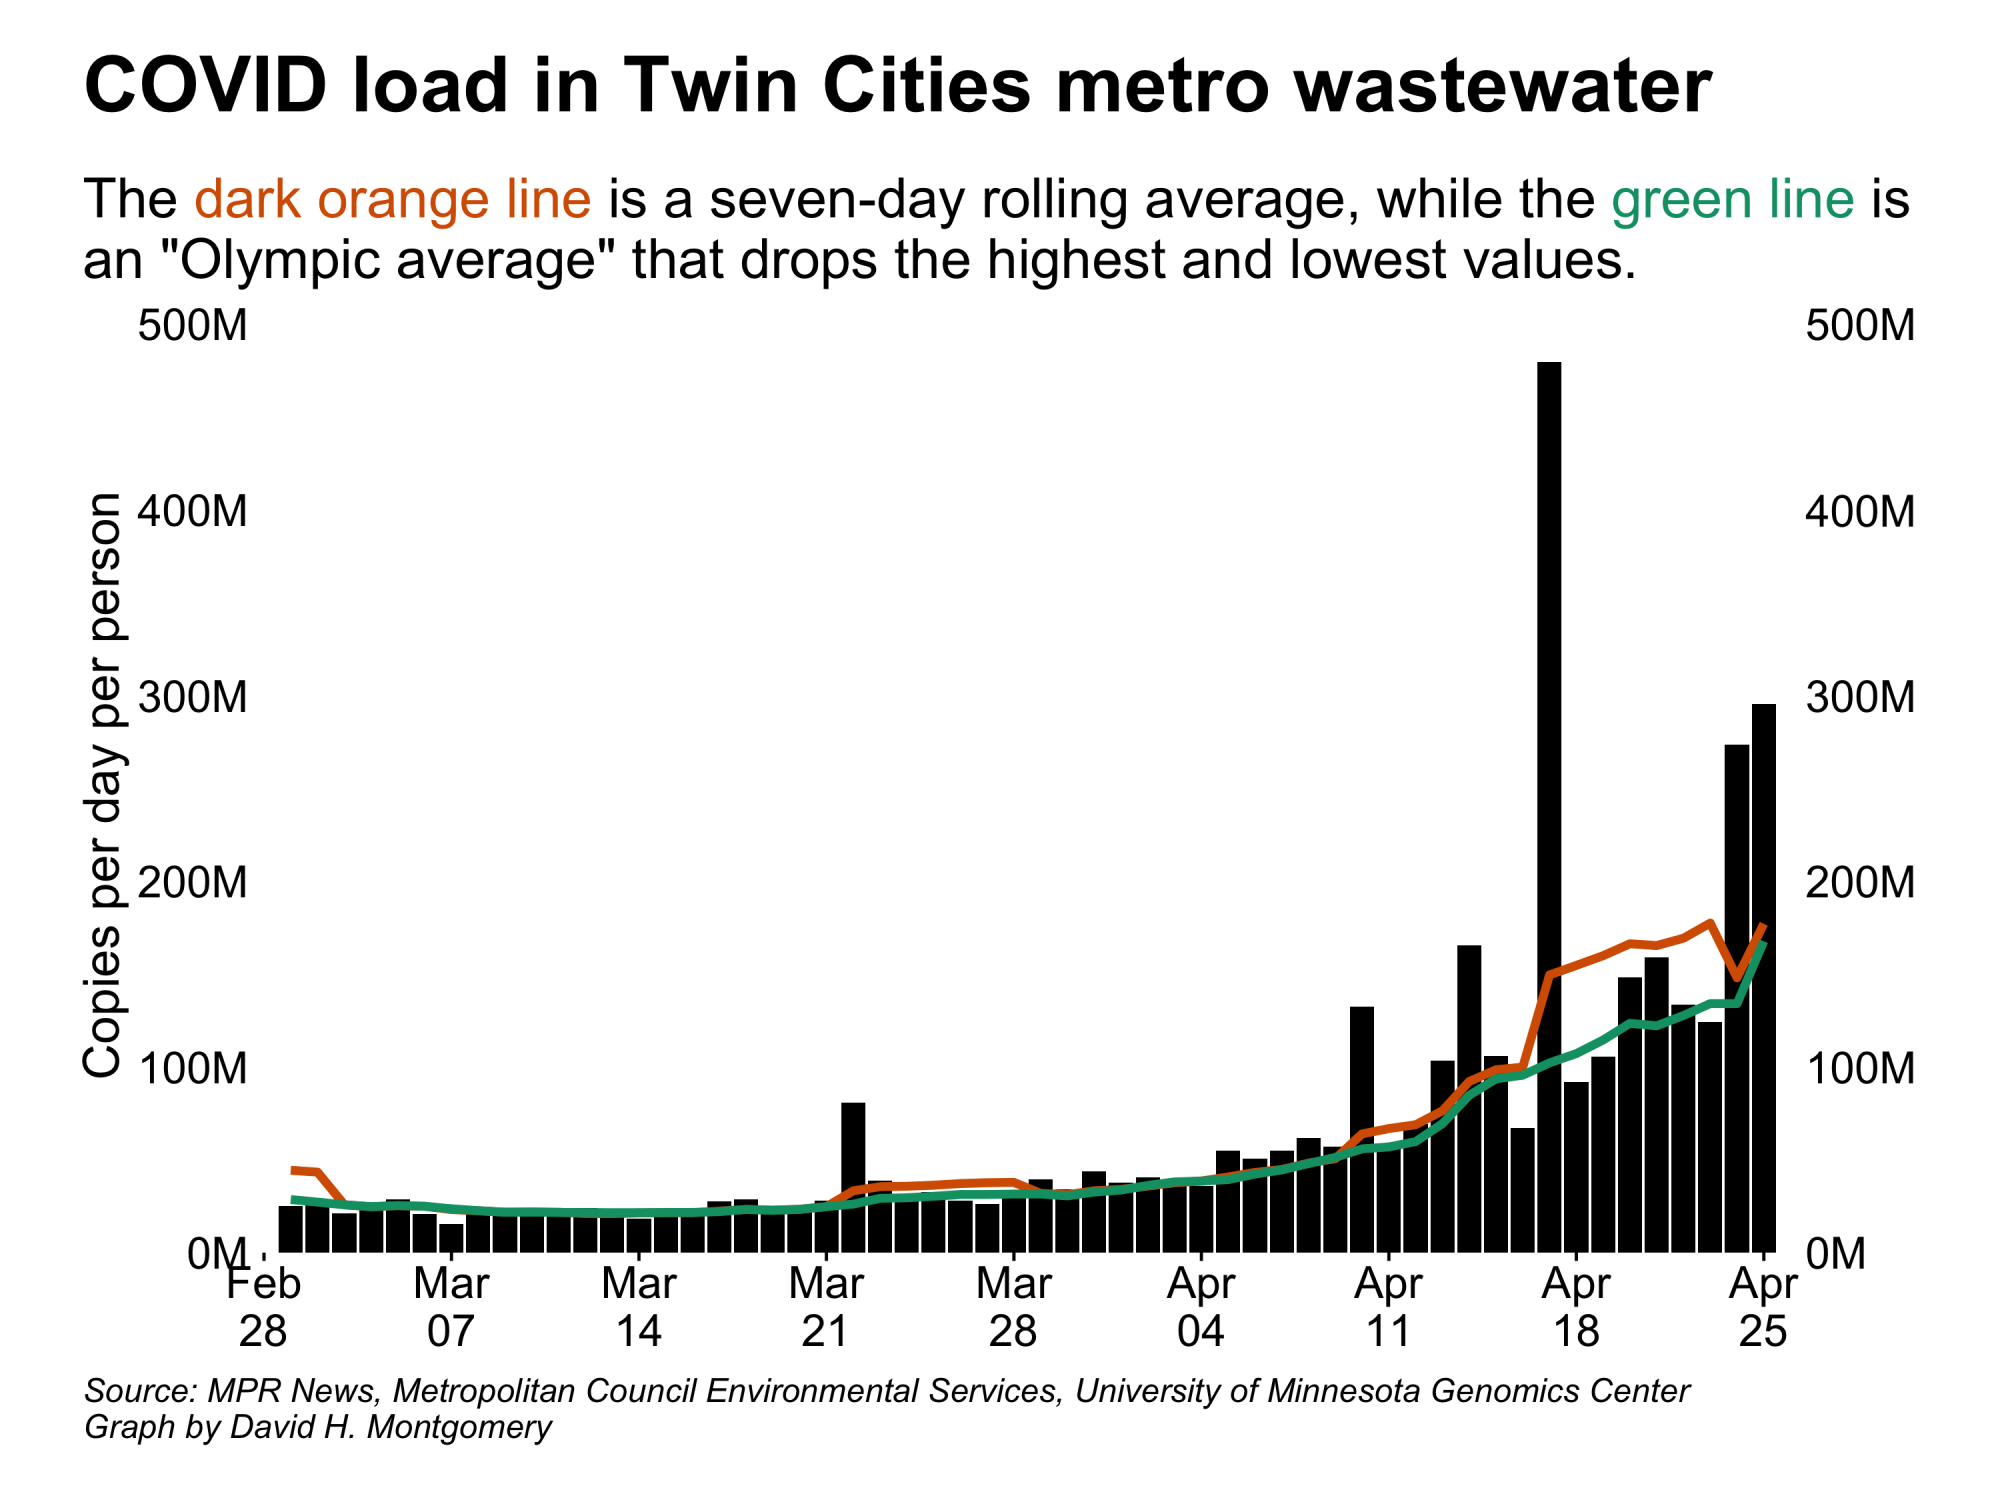 COVID load in Twin Cities metro wastewater
The dark orange line is a seven-day rolling average, while the green line is
an "Olympic average" that drops the highest and lowest values.
500M 500M
400M 400M
300M 300M
200M 200M
100M 100M
0M 0M
Copies per day per person
Feb Mar Mar Mar Mar Apr Apr Apr Apr
28 07 14 21 28 04 11 18 25
Source: MPR News, Metropolitan Council Environmental Services, University of Minnesota Genomics Center
Graph by David H. Montgomery